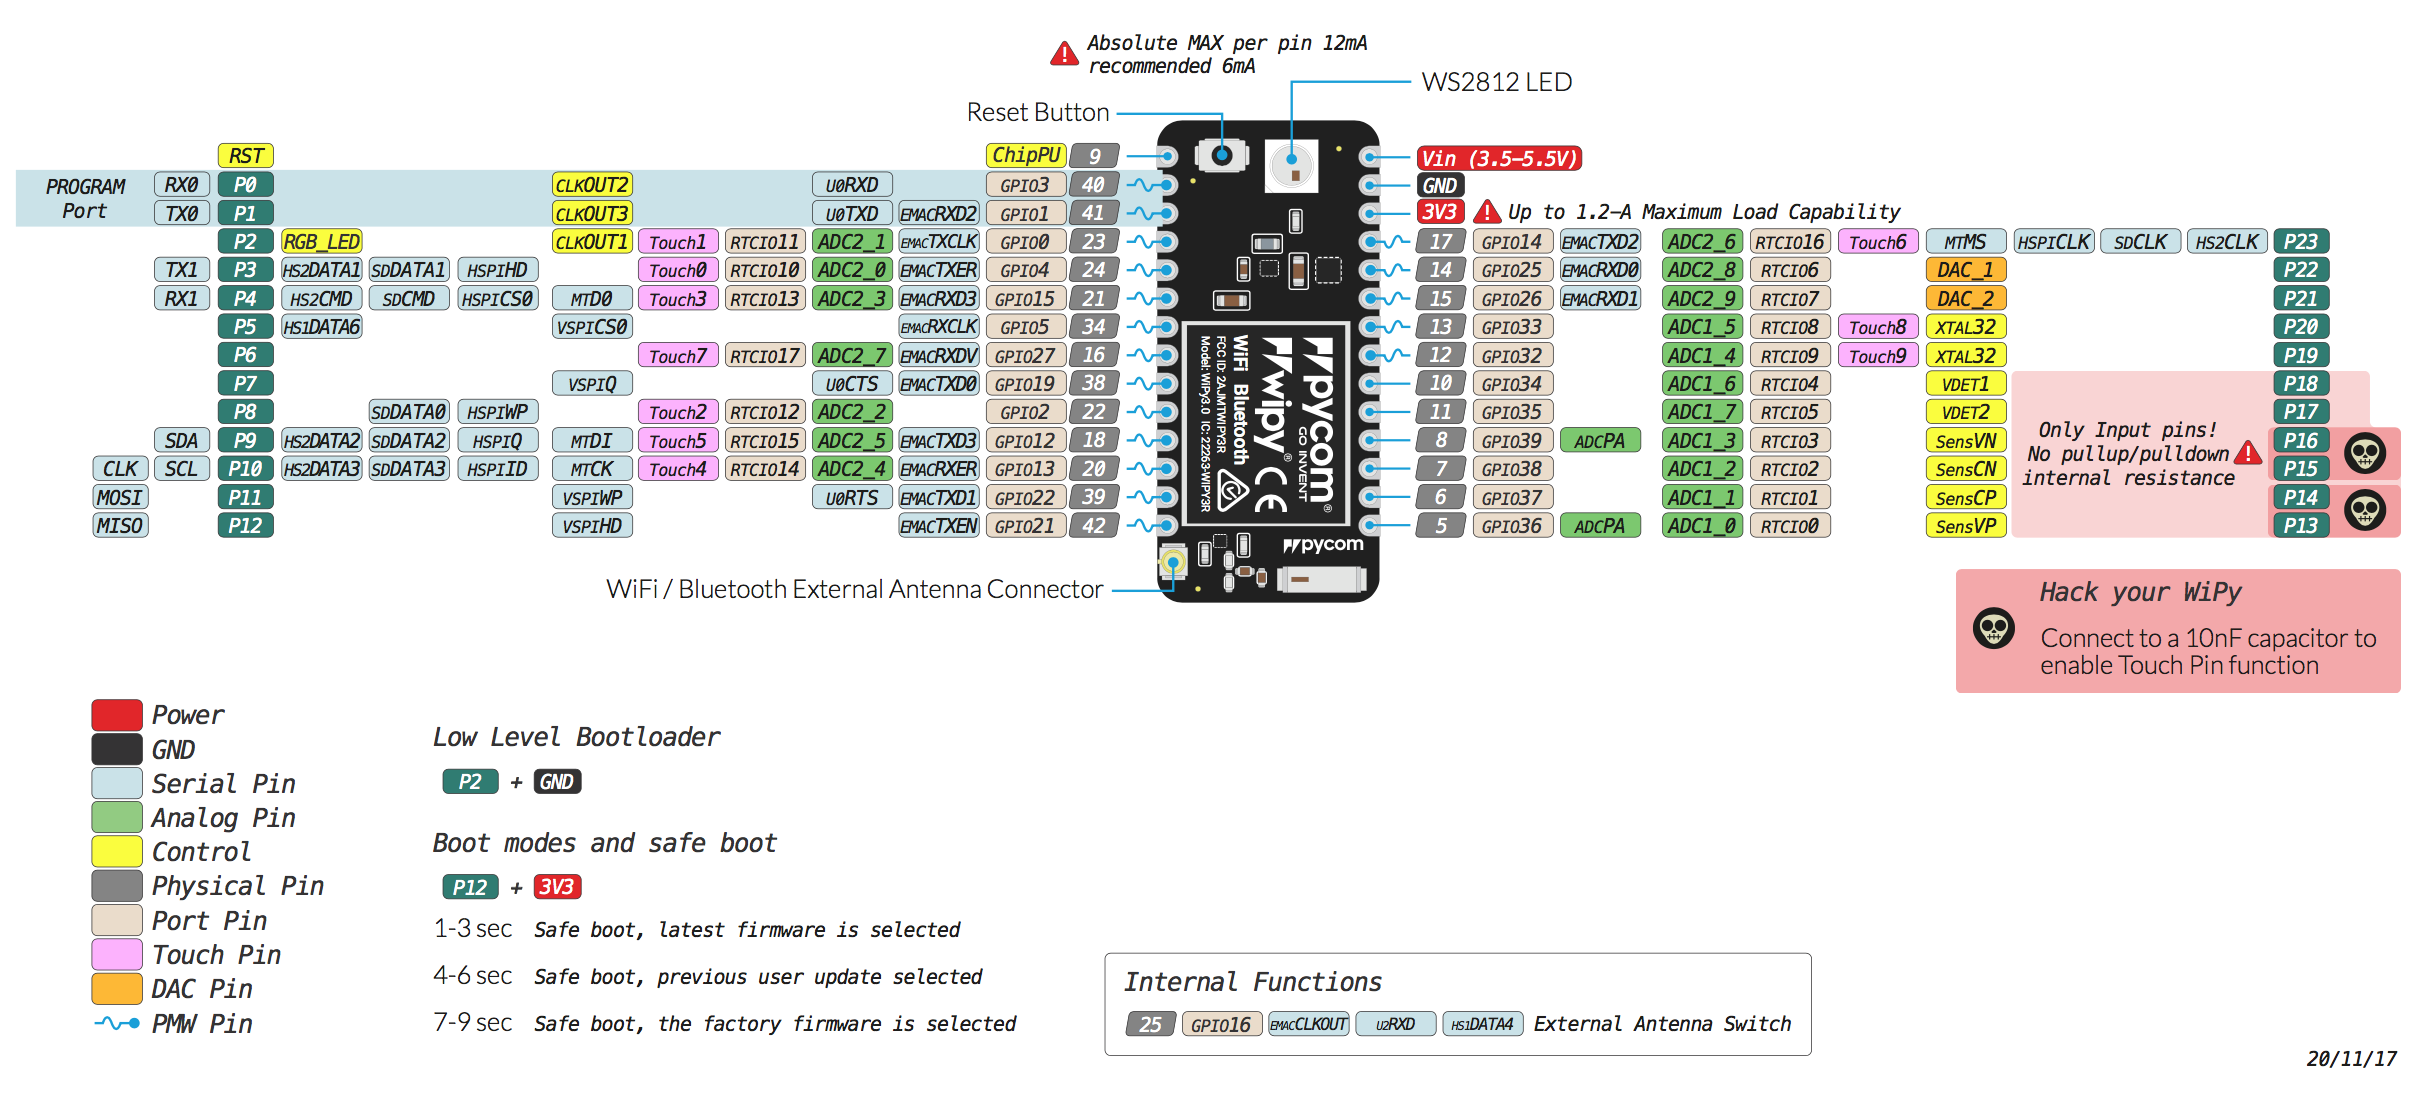 Absolute MAX per pin 12mA
recommended 6mA
WS2812 LED
Reset Button
RST ChipPU 9 Vin (3.5–5.5V)
PROGRAM
Port
RX0 P0 CLKOUT2 U0RXD GPIO3 40 GND
TX0 P1 CLKOUT3 U0TXD EMACRXD2 GPIO1 41 3V3 Up to 1.2–A Maximum Load Capability
P2 RGB_LED CLKOUT1 Touch1 RTCIO11 ADC2_1 EMACTXCLK GPIO0 23 17 GPIO14 EMACTXD2 ADC2_6 RTCIO16 Touch6 MTMS HSPICLK SDCLK HS2CLK P23
TX1 P3 HS2DATA1 SDDATA1 HSPIHD Touch0 RTCIO10 ADC2_0 EMACTXER GPIO4 24 14 GPIO25 EMACRXD0 ADC2_8 RTCIO6 DAC_1 P22
RX1 P4 HS2CMD SDCMD HSPICS0 MTDO Touch3 RTCIO13 ADC2_3 EMACRXD3 GPIO15 21 15 GPIO26 EMACRXD1 ADC2_9 RTCIO7 DAC_2 P21
P5 HS1DATA6 VSPICS0 EMACRXCLK GPIO5 34 13 GPIO33 ADC1_5 RTCIO8 Touch8 XTAL32 P20
P6 Touch7 RTCIO17 ADC2_7 EMACRXDV GPIO27 16 12 GPIO32 ADC1_4 RTCIO9 Touch9 XTAL32 P19
P7 VSPIQ U0CTS EMACTXD0 GPIO19 38 10 GPIO34 ADC1_6 RTCIO4 VDET1 P18
P8 SDDATA0 HSPIWP Touch2 RTCIO12 ADC2_2 GPIO2 22 11 GPIO35 ADC1_7 RTCIO5 VDET2 P17
SDA P9 HS2DATA2 SDDATA2 HSPIQ MTDI Touch5 RTCIO15 ADC2_5 EMACTXD3 GPIO12 18 8 GPIO39 ADCPA ADC1_3 RTCIO3 SensVN P16
CLK SCL P10 HS2DATA3 SDDATA3 HSPIID MTCK Touch4 RTCIO14 ADC2_4 EMACRXER GPIO13 20 7 GPIO38 ADC1_2 RTCIO2 SensCN P15
MOSI P11 VSPIWP U0RTS EMACTXD1 GPIO22 39 6 GPIO37 ADC1_1 RTCIO1 SensCP P14
MISO P12 VSPIHD EMACTXEN GPIO21 42 5 GPIO36 ADCPA ADC1_0 RTCIO0 SensVP P13
Only Input pins!
No pullup/pulldown
internal resistance
pycom®
GO INVENT
wipy®
CE
WiFi Bluetooth
FCC ID: 2AJMTWIPY3R
Model: WiPy3.0 IC: 22263-WIPY3R
pycom
WiFi / Bluetooth External Antenna Connector
Hack your WiPy
Connect to a 10nF capacitor to
enable Touch Pin function
Power
GND
Serial Pin
Analog Pin
Control
Physical Pin
Port Pin
Touch Pin
DAC Pin
PMW Pin
Low Level Bootloader
P2 + GND
Boot modes and safe boot
P12 + 3V3
1-3 sec Safe boot, latest firmware is selected
4-6 sec Safe boot, previous user update selected
7-9 sec Safe boot, the factory firmware is selected
Internal Functions
25 GPIO16 EMACCLKOUT U2RXD HS1DATA4 External Antenna Switch
20/11/17